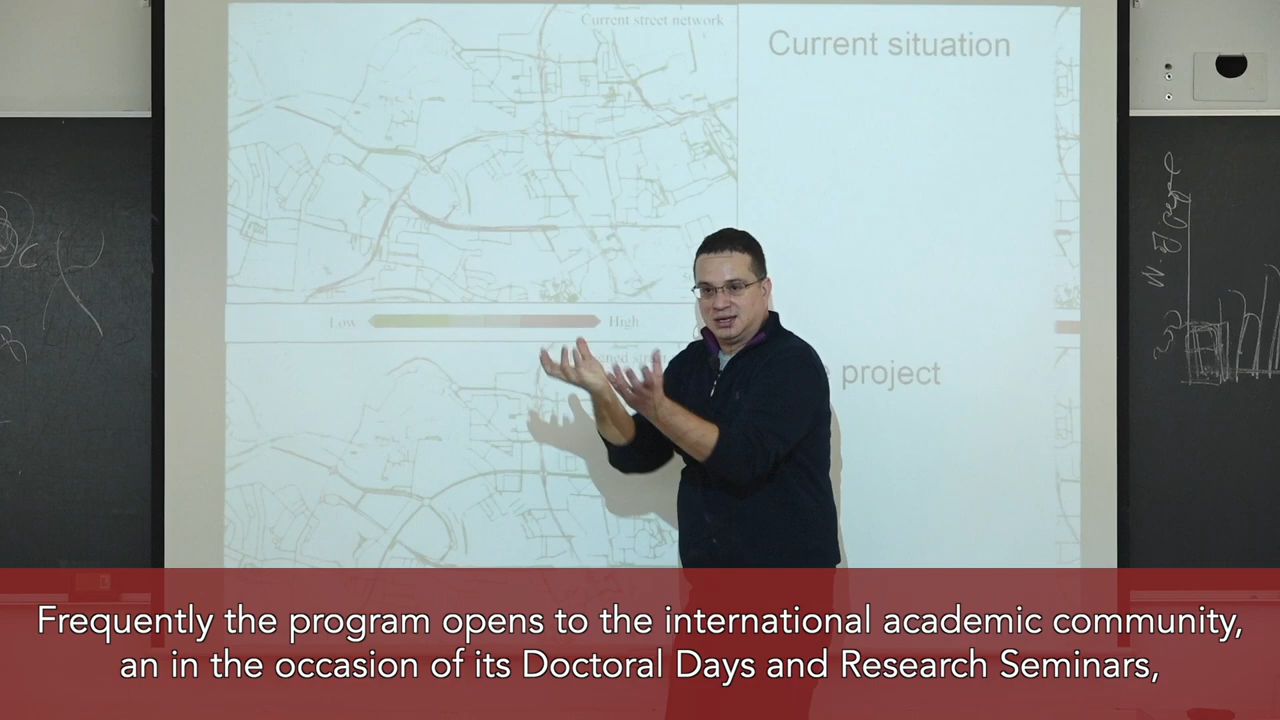 Current street network
Current situation
Low
High
project
Frequently the program opens to the international academic community,
an in the occasion of its Doctoral Days and Research Seminars,